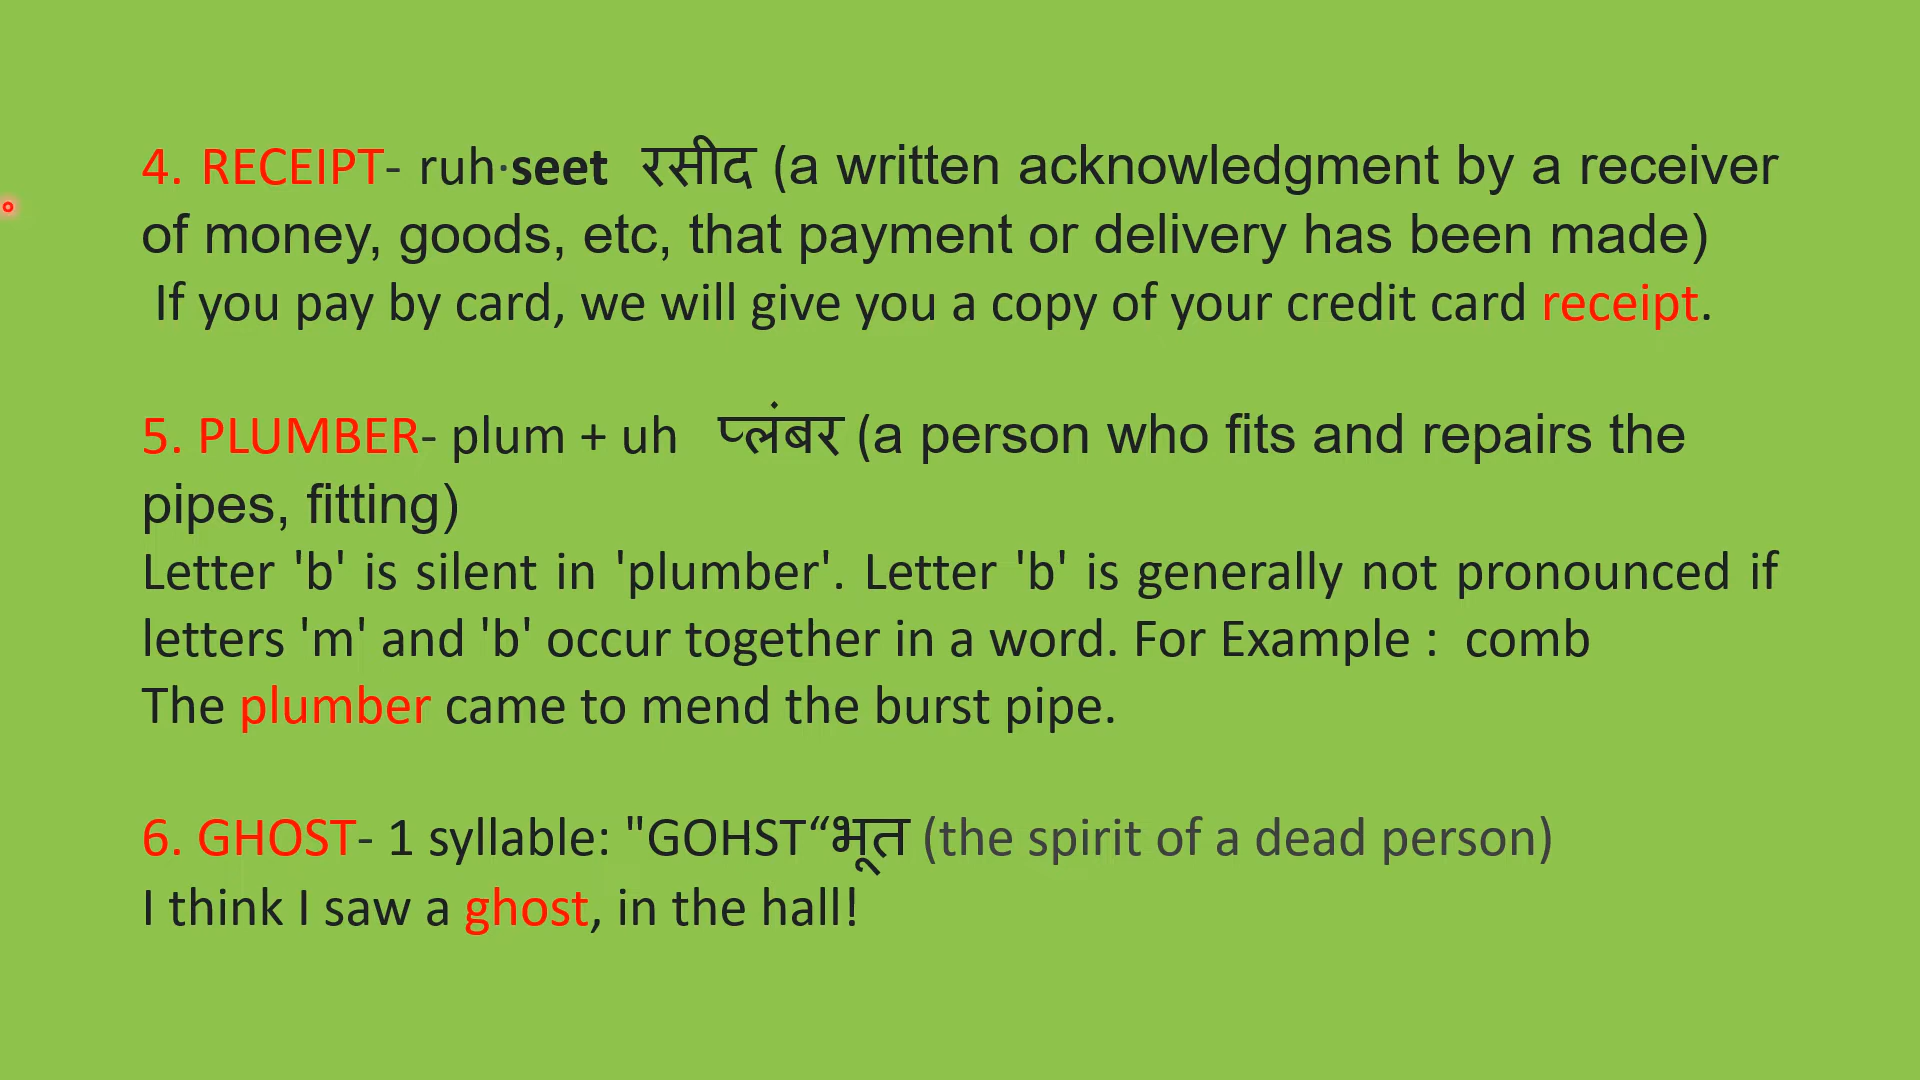 4. RECEIPT- ruh·seet रसीद (a written acknowledgment by a receiver
of money, goods, etc, that payment or delivery has been made)
If you pay by card, we will give you a copy of your credit card receipt.
5. PLUMBER- plum + uh प्लंबर (a person who fits and repairs the
pipes, fitting)
Letter 'b' is silent in 'plumber'. Letter 'b' is generally not pronounced if
letters 'm' and 'b' occur together in a word. For Example : comb
The plumber came to mend the burst pipe.
6. GHOST- 1 syllable: "GOHST“भूत (the spirit of a dead person)
I think I saw a ghost, in the hall!